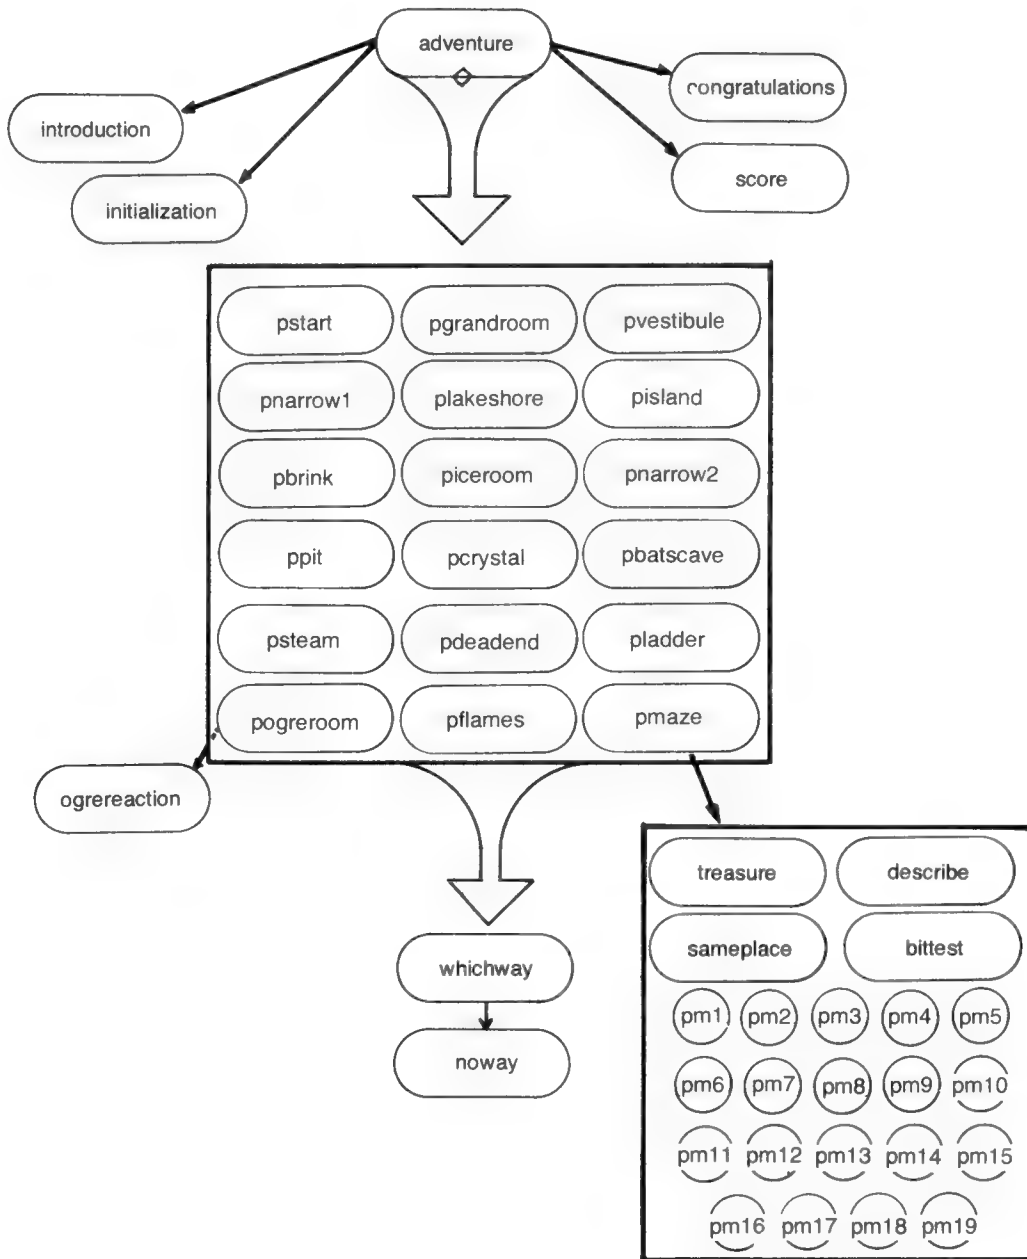 adventure
congratulations
introduction
score
initialization
pstart pgrandroom pvestibule
pnarrow1 plakeshore pisland
pbrink piceroom pnarrow2
ppit pcrystal pbatscave
psteam pdeadend pladder
pogreroom pflames pmaze
ogrereaction
treasure describe
sameplace bittest
whichway
noway
pm1 pm2 pm3 pm4 pm5
pm6 pm7 pm8 pm9 pm10
pm11 pm12 pm13 pm14 pm15
pm16 pm17 pm18 pm19